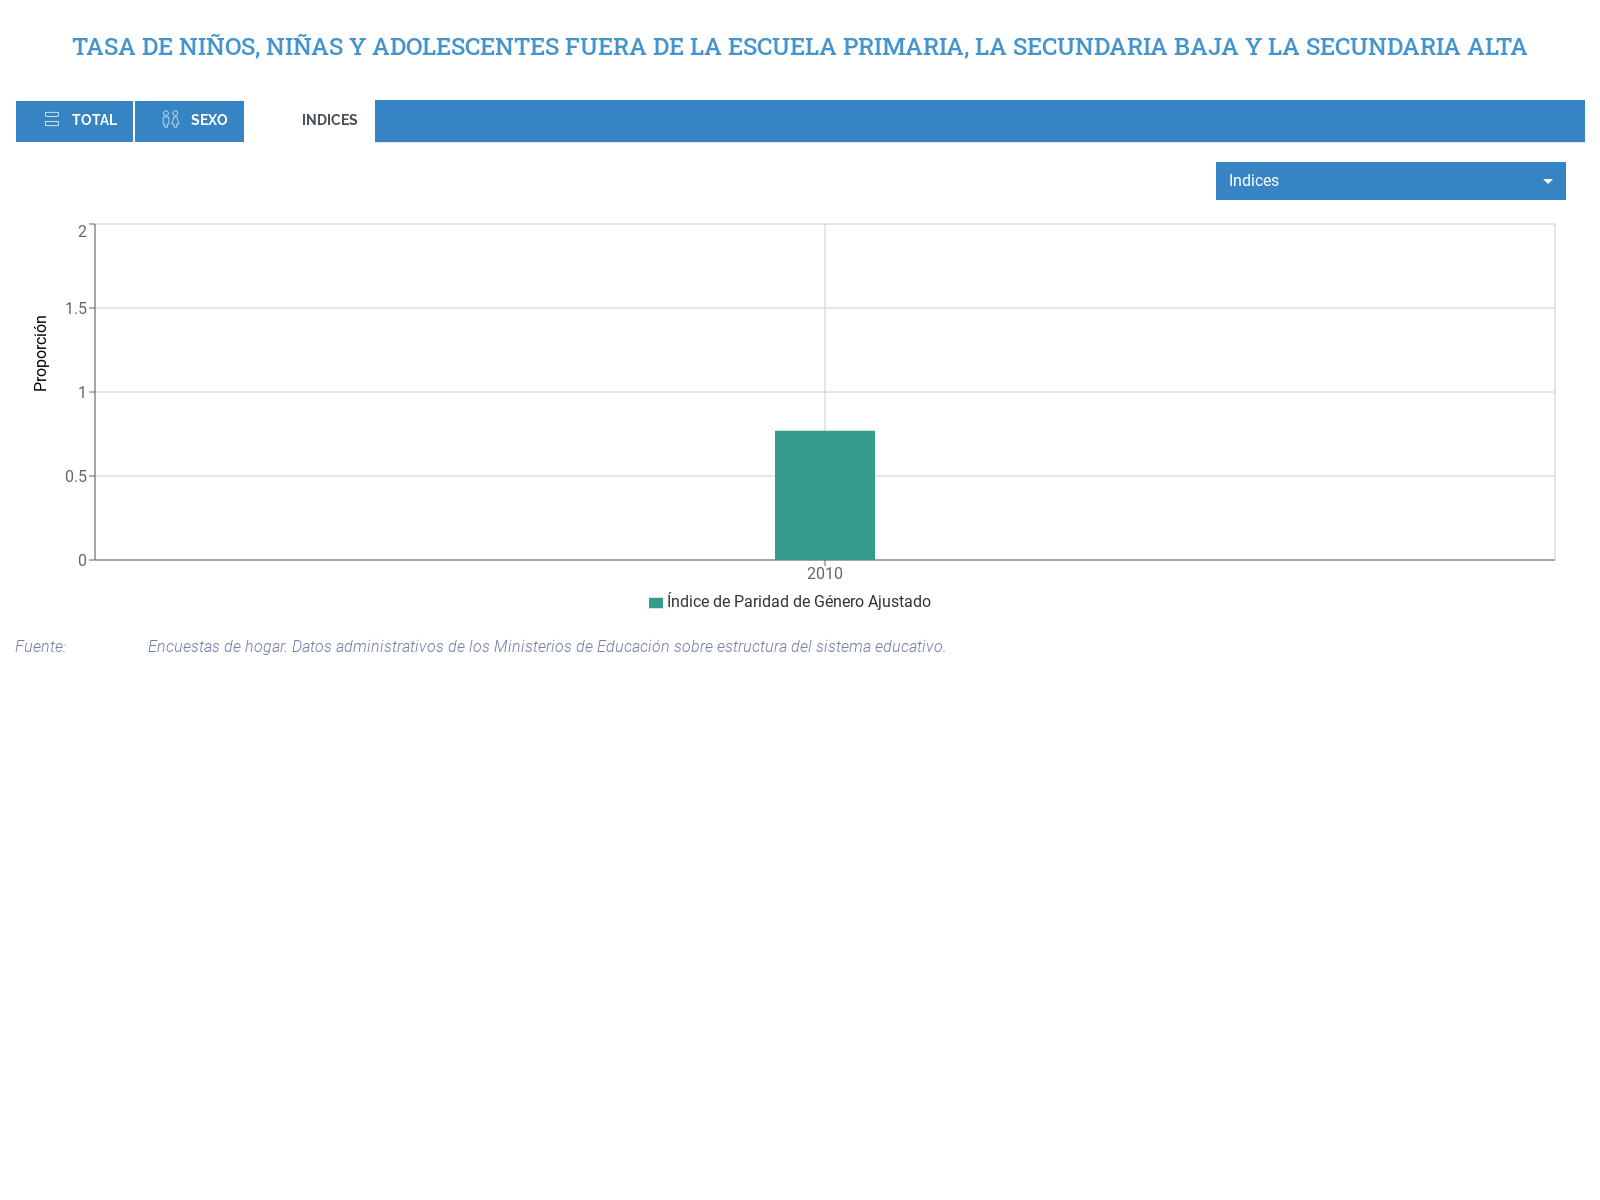 TASA DE NIÑOS, NIÑAS Y ADOLESCENTES FUERA DE LA ESCUELA PRIMARIA, LA SECUNDARIA BAJA Y LA SECUNDARIA ALTA
TOTAL SEXO INDICES
Indices
2
1.5
1
0.5
0
Proporción
2010
Índice de Paridad de Género Ajustado
Fuente: Encuestas de hogar. Datos administrativos de los Ministerios de Educación sobre estructura del sistema educativo.